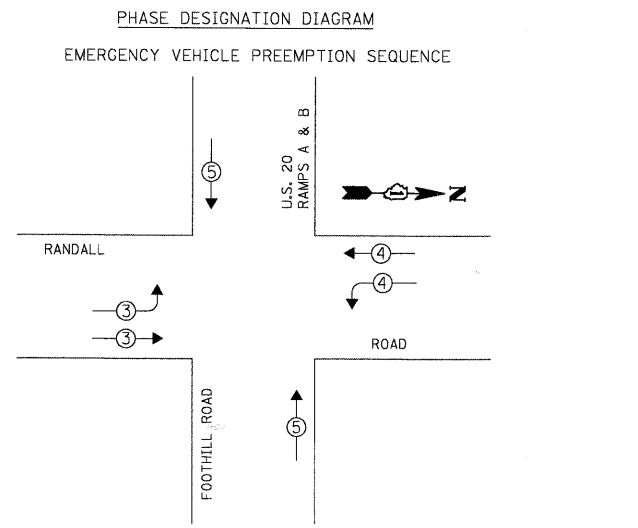 PHASE DESIGNATION DIAGRAM
EMERGENCY VEHICLE PREEMPTION SEQUENCE
5
U.S. 20
RAMPS A & B
1
N
RANDALL
4
4
3
3
ROAD
FOOTHILL ROAD
5